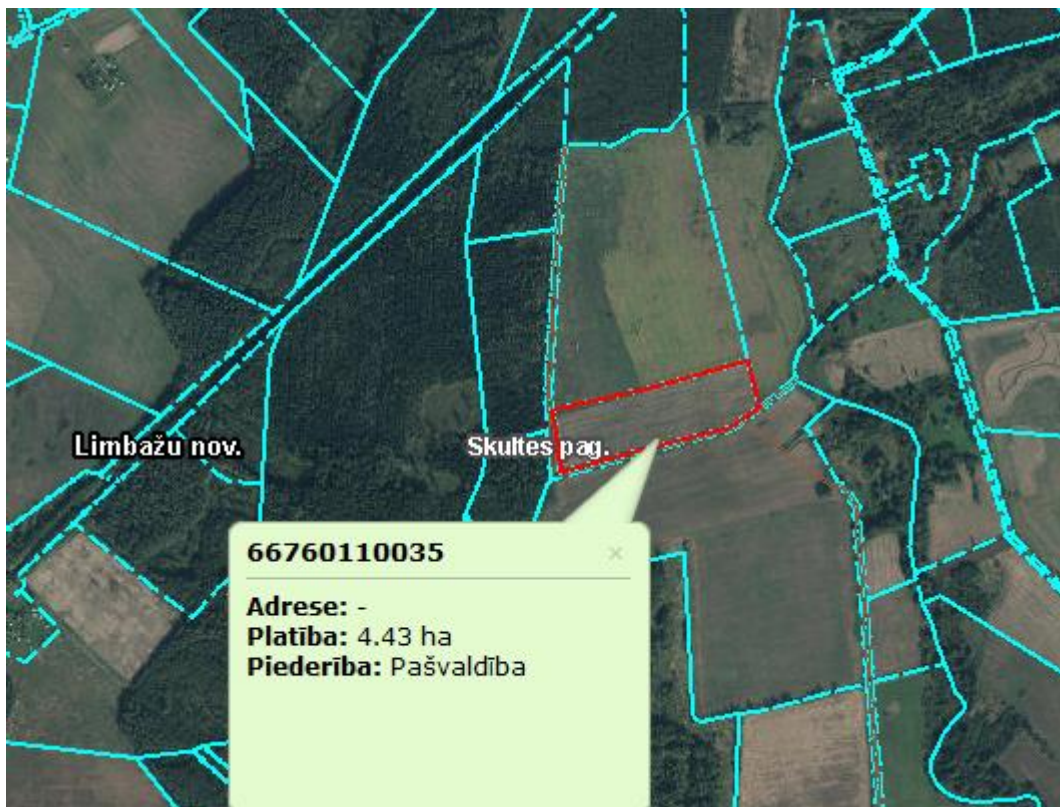 Limbažu nov.
Skultes pag.
66760110035
×
Adrese: -
Platība: 4.43 ha
Piederība: Pašvaldība